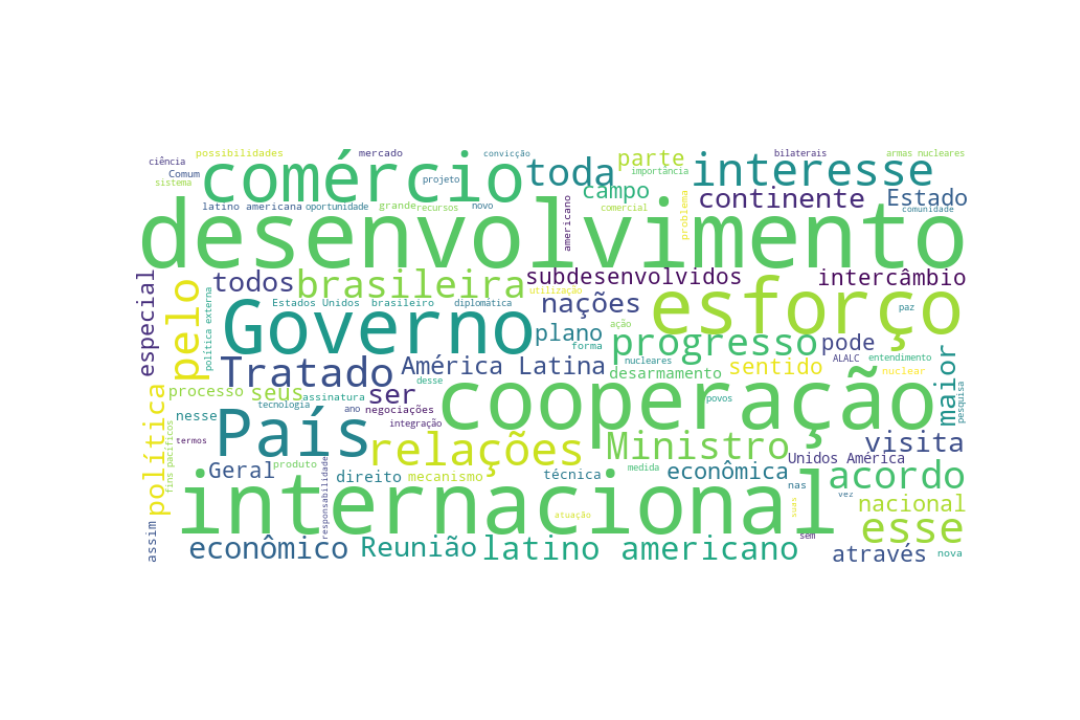 possibilidades
mercado
convicção
bilaterais
armas nucleares
ciência
Comum
sistema
comércio
projeto
toda
parte
importância
interesse
campo
continente
Estado
latino americana
oportunidade
grande
recursos
novo
americano
comercial
problema
comunidade
desenvolvimento
especial
todos
brasileira
subdesenvolvidos
intercâmbio
pelo
política externa
Estados Unidos
brasileiro
diplomática
utilização
nações
esforço
paz
Governo
plano
ação
forma
progresso
pode
Tratado
América Latina
nucleares
desarmamento
sentido
ALALC
entendimento
nuclear
maior
pesquisa
política
processo
seus
assinatura
ser
desse
cooperação
povos
nesse
tecnologia
ano
negociações
integração
País
relações
Ministro
visita
termos
fins pacíficos
Geral
produto
responsabilidade
direito
mecanismo
técnica
medida
econômica
Unidos América
nas
acordo
vez
nacional
internacional
atuação
suas
esse
assim
econômico
Reunião
latino americano
sem
através
nova